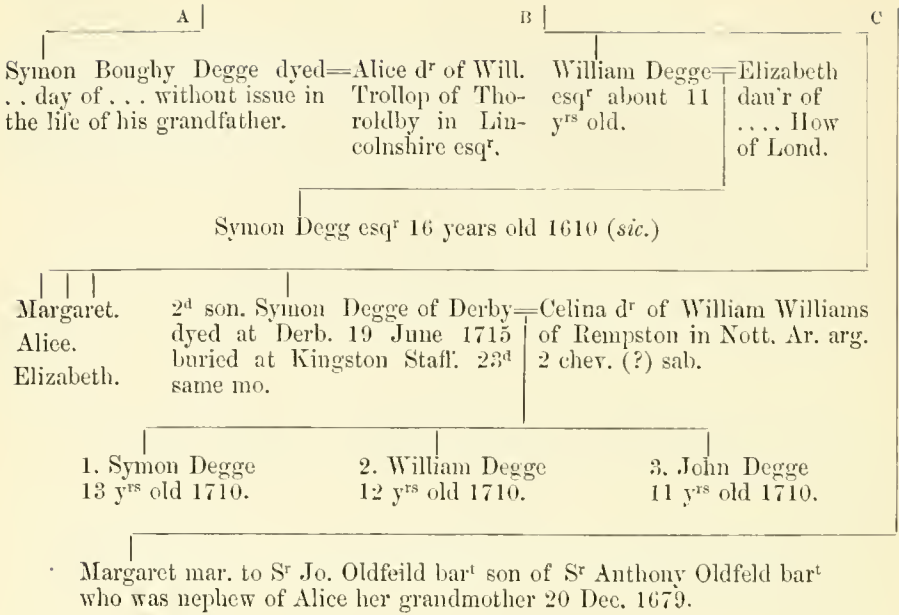 A B C
Symon Boughy Degge dyed=Alice dʳ of Will. William Degge=Elizabeth
. . day of . . . without issue in Trollop of Tho- esqʳ about 11 dau'r of
the life of his grandfather. roldby in Lin- yʳˢ old. . . . . How
colnshire esqʳ. of Lond.
Symon Degg esqʳ 16 years old 1610 (sic.)
Margaret. 2ᵈ son. Symon Degge of Derby=Celina dʳ of William Williams
Alice. dyed at Derb. 19 June 1715 of Rempston in Nott. Ar. arg.
Elizabeth. buried at Kingston Staff. 23ᵈ 2 chev. (?) sab.
same mo.
1. Symon Degge 2. William Degge 3. John Degge
13 yʳˢ old 1710. 12 yʳˢ old 1710. 11 yʳˢ old 1710.
Margaret mar. to Sʳ Jo. Oldfeild barᵗ son of Sʳ Anthony Oldfeld barᵗ
who was nephew of Alice her grandmother 20 Dec. 1679.